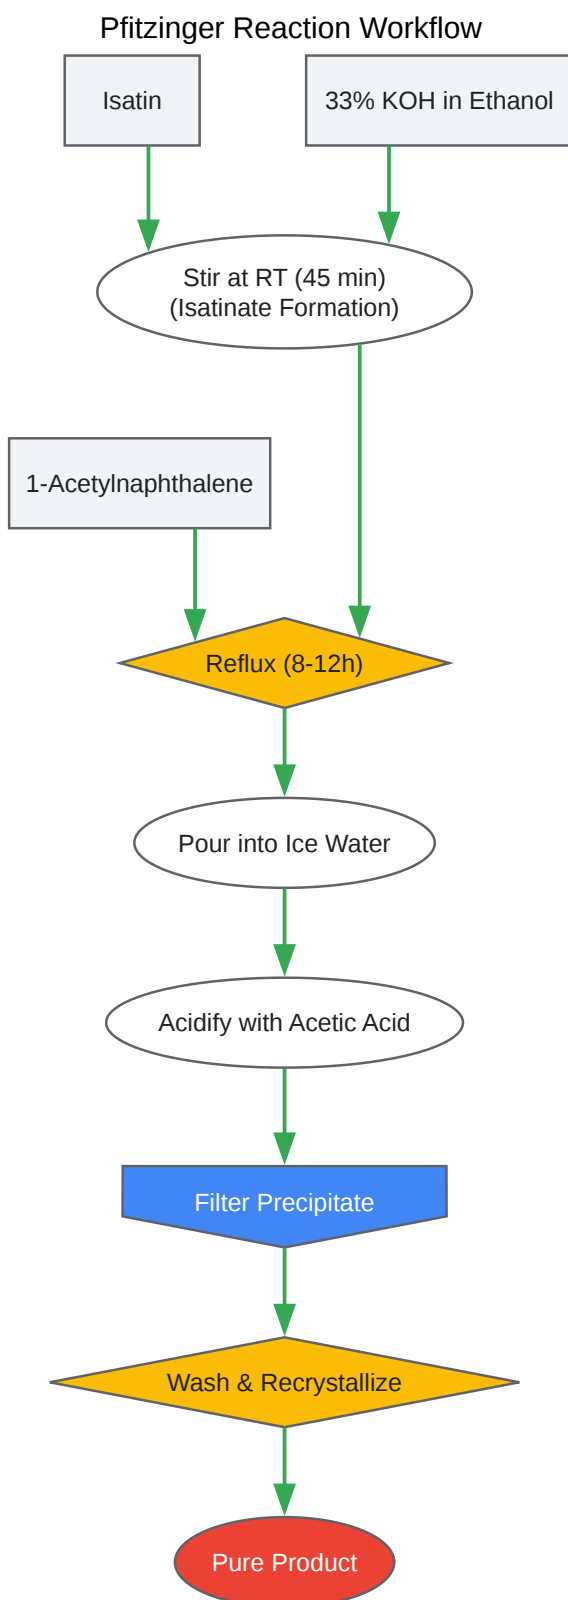 Pfitzinger Reaction Workflow
Isatin
33% KOH in Ethanol
Stir at RT (45 min)
(Isatinate Formation)
1-Acetylnaphthalene
Reflux (8-12h)
Pour into Ice Water
Acidify with Acetic Acid
Filter Precipitate
Wash & Recrystallize
Pure Product